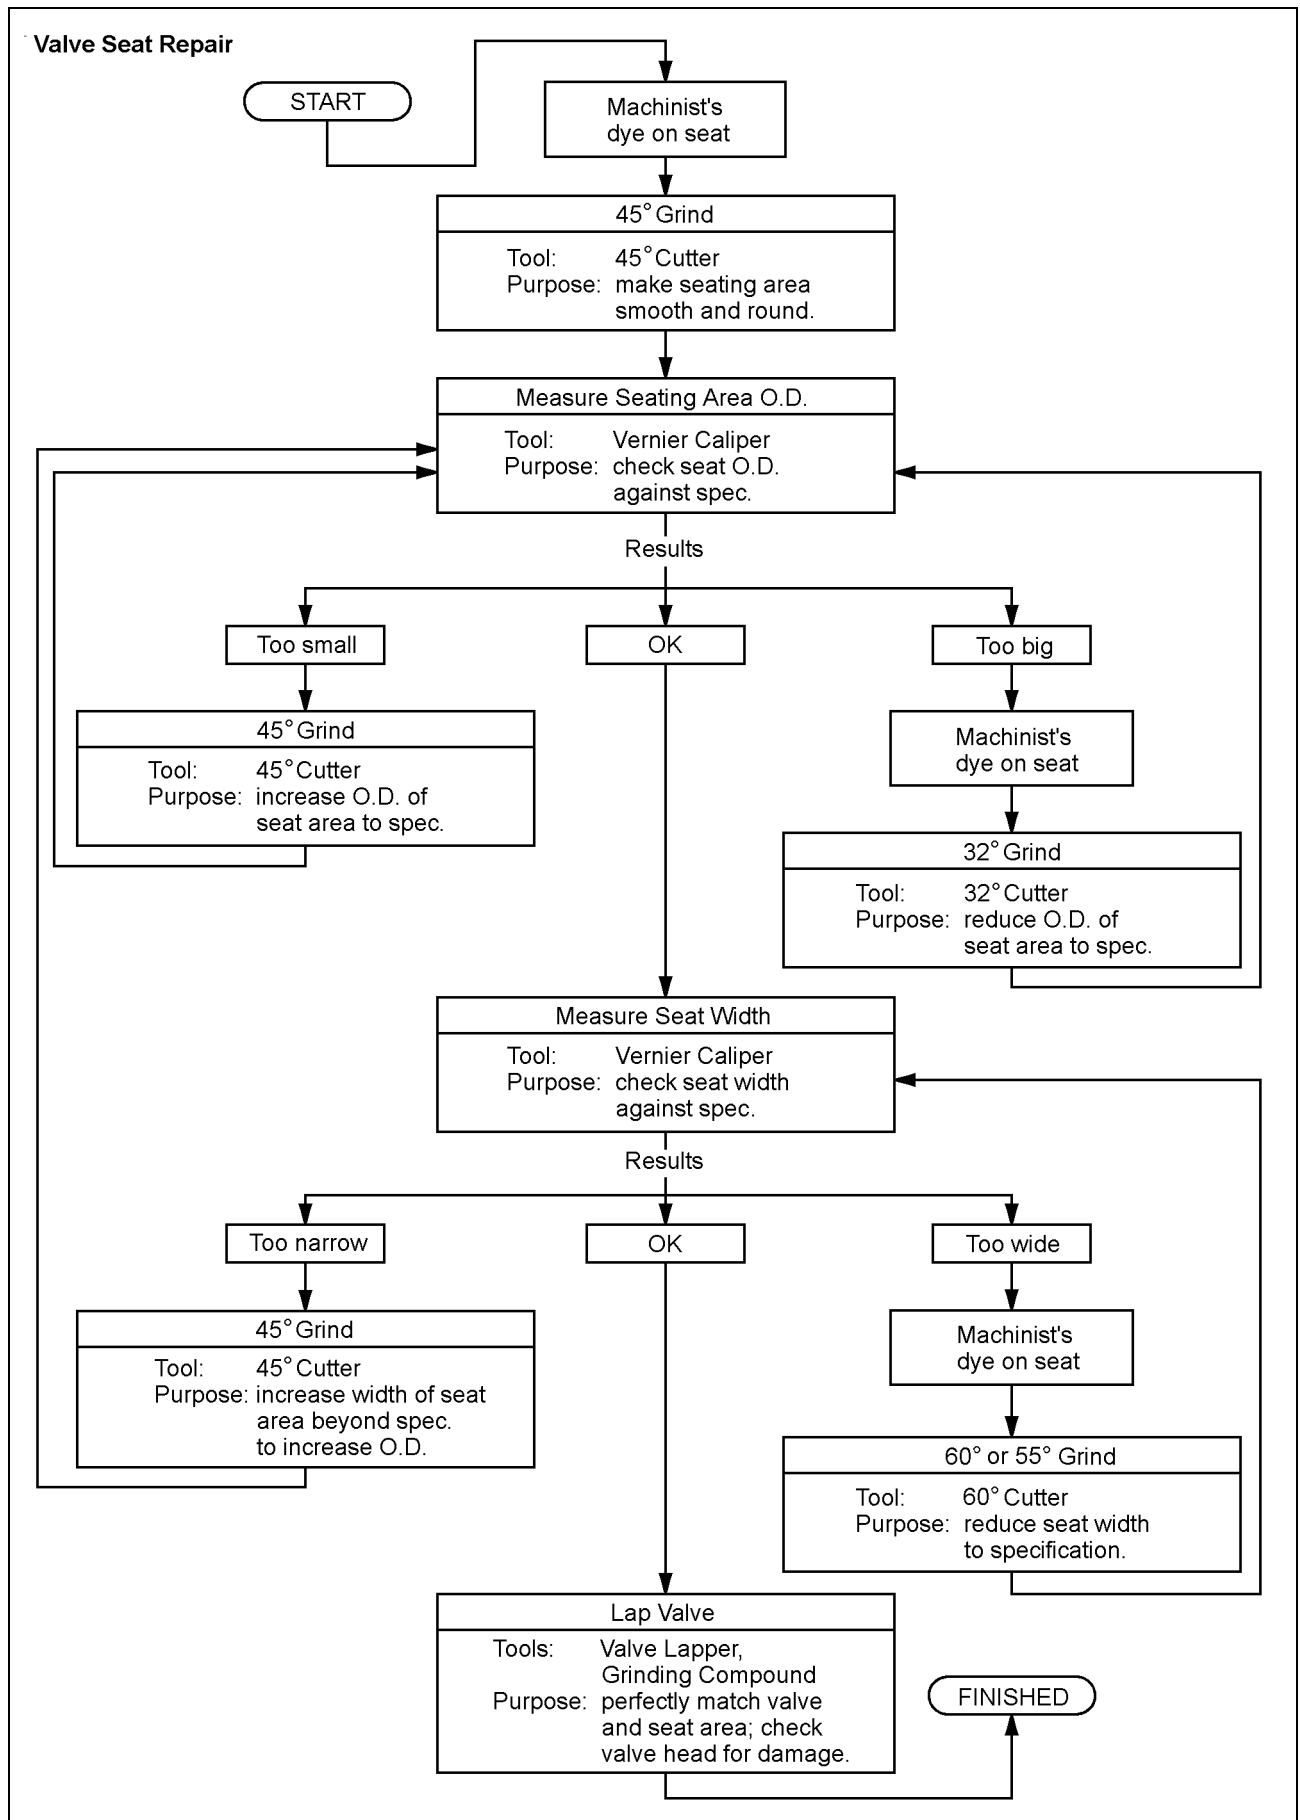 Valve Seat Repair
START
Machinist's
dye on seat
45° Grind
Tool: 45° Cutter
Purpose: make seating area
smooth and round.
Measure Seating Area O.D.
Tool: Vernier Caliper
Purpose: check seat O.D.
against spec.
Results
Too small
OK
Too big
45° Grind
Tool: 45° Cutter
Purpose: increase O.D. of
seat area to spec.
Machinist's
dye on seat
32° Grind
Tool: 32° Cutter
Purpose: reduce O.D. of
seat area to spec.
Measure Seat Width
Tool: Vernier Caliper
Purpose: check seat width
against spec.
Results
Too narrow
OK
Too wide
45° Grind
Tool: 45° Cutter
Purpose: increase width of seat
area beyond spec.
to increase O.D.
Machinist's
dye on seat
60° or 55° Grind
Tool: 60° Cutter
Purpose: reduce seat width
to specification.
Lap Valve
Tools: Valve Lapper,
Grinding Compound
Purpose: perfectly match valve
and seat area; check
valve head for damage.
FINISHED